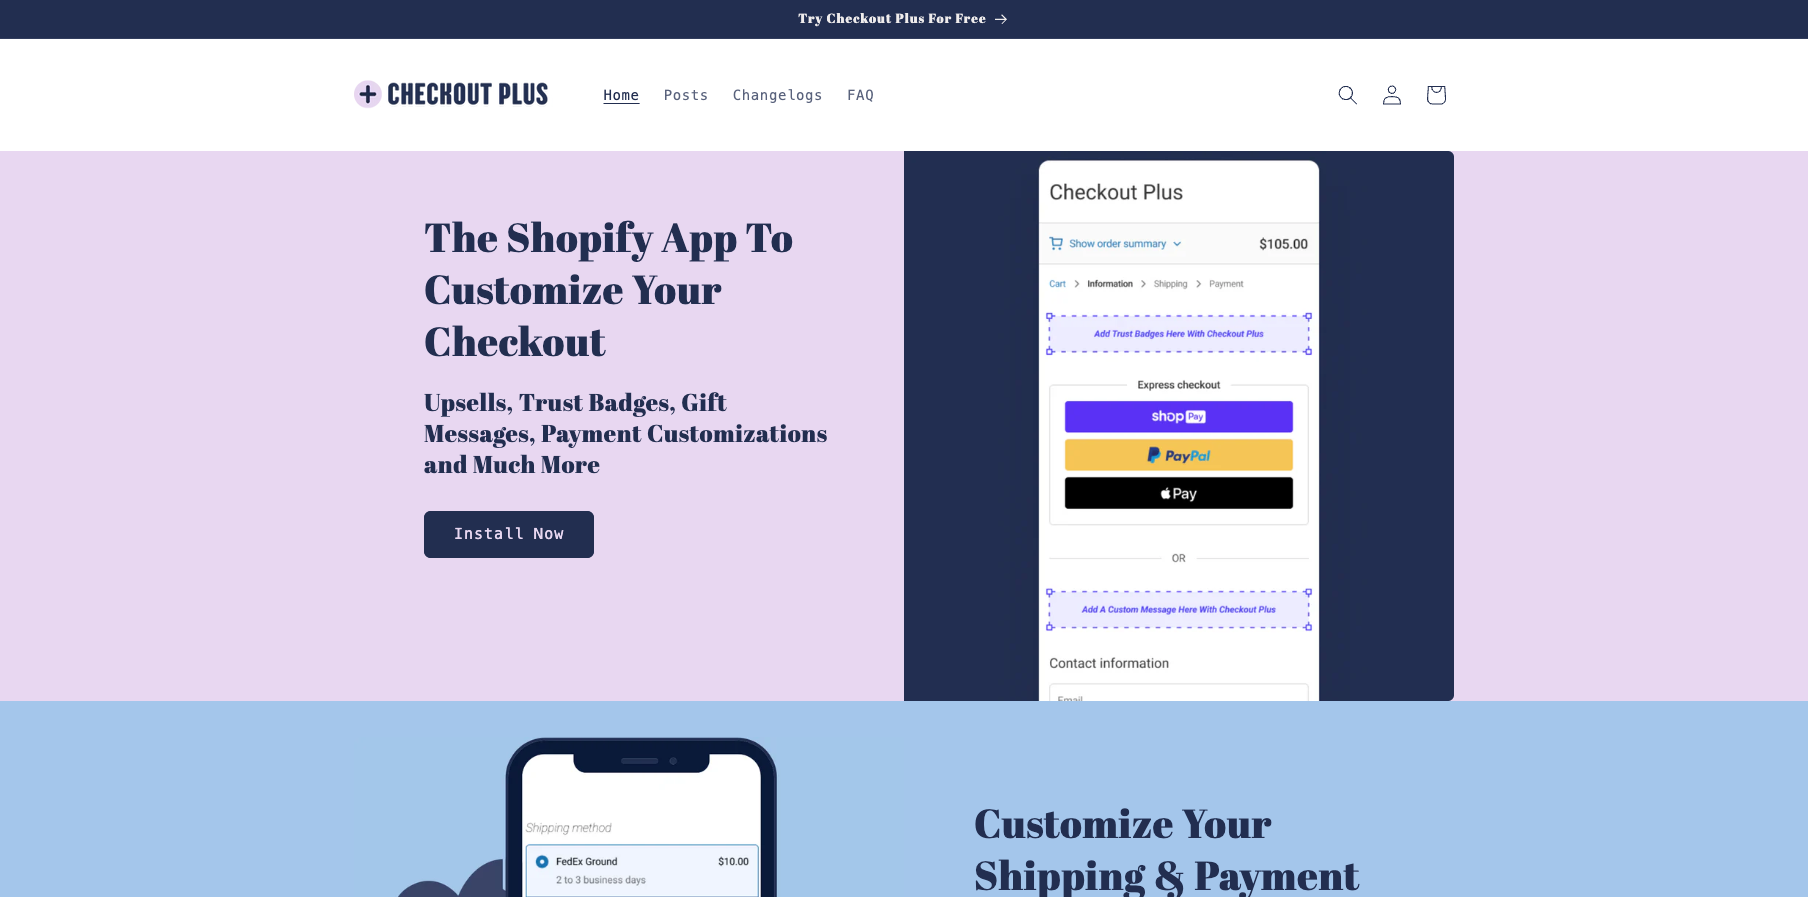 Try Checkout Plus For Free
CHECKOUT PLUS
Home Posts Changelogs FAQ
The Shopify App To
Customize Your
Checkout
Upsells, Trust Badges, Gift
Messages, Payment Customizations
and Much More
Install Now
Checkout Plus
Show order summary $105.00
Cart > Information > Shipping > Payment
Add Trust Badges Here With Checkout Plus
Express checkout
shop Pay
PayPal
Pay
OR
Add A Custom Message Here With Checkout Plus
Contact information
Email
Shipping method
FedEx Ground $10.00
2 to 3 business days
Customize Your
Shipping & Payment